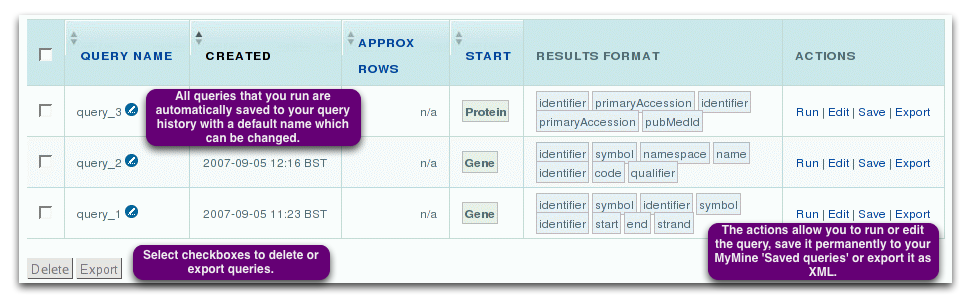 QUERY NAME CREATED APPROX ROWS START RESULTS FORMAT ACTIONS
query_3 n/a Protein identifier primaryAccession identifier Run | Edit | Save | Export
primaryAccession pubMedId
All queries that you run are
automatically saved to your query
history with a default name which
can be changed.
query_2 2007-09-05 12:16 BST n/a Gene identifier symbol namespace name Run | Edit | Save | Export
identifier code qualifier
query_1 2007-09-05 11:23 BST n/a Gene identifier symbol identifier symbol Run | Edit | Save | Export
identifier start end strand
The actions allow you to run or edit
the query, save it permanently to your
MyMine 'Saved queries' or export it as
XML.
Delete Export
Select checkboxes to delete or
export queries.